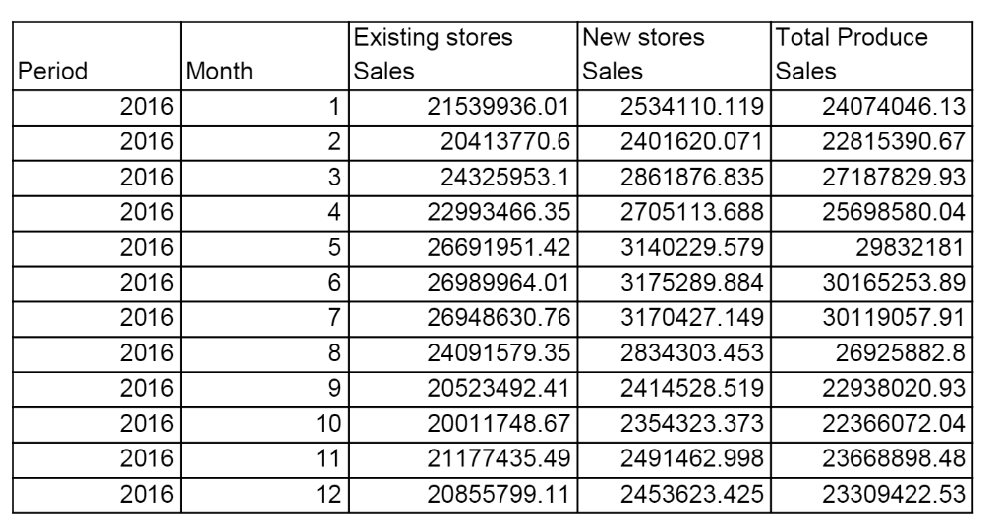 Period Month Existing stores Sales New stores Sales Total Produce Sales
2016 1 21539936.01 2534110.119 24074046.13
2016 2 20413770.6 2401620.071 22815390.67
2016 3 24325953.1 2861876.835 27187829.93
2016 4 22993466.35 2705113.688 25698580.04
2016 5 26691951.42 3140229.579 29832181
2016 6 26989964.01 3175289.884 30165253.89
2016 7 26948630.76 3170427.149 30119057.91
2016 8 24091579.35 2834303.453 26925882.8
2016 9 20523492.41 2414528.519 22938020.93
2016 10 20011748.67 2354323.373 22366072.04
2016 11 21177435.49 2491462.998 23668898.48
2016 12 20855799.11 2453623.425 23309422.53